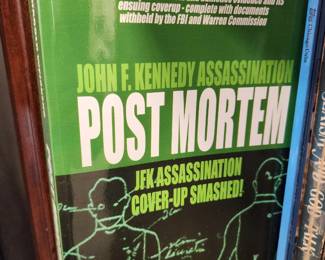 ensuing coverup - complete with documents
withheld by the FBI and Warren Commission
JOHN F. KENNEDY ASSASSINATION
POST MORTEM
JFK ASSASSINATION
COVER-UP SMASHED!